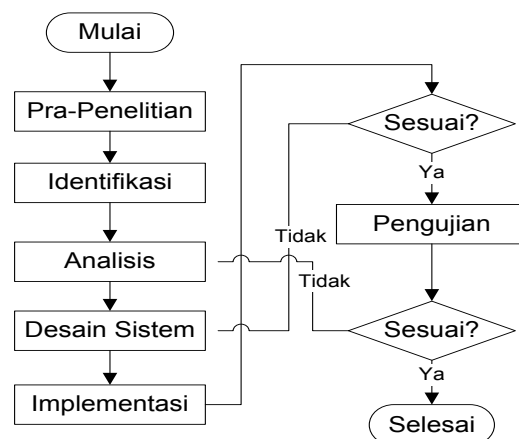 Mulai
Pra-Penelitian
Identifikasi
Analisis
Desain Sistem
Implementasi
Sesuai?
Ya
Tidak
Pengujian
Sesuai?
Tidak
Ya
Selesai